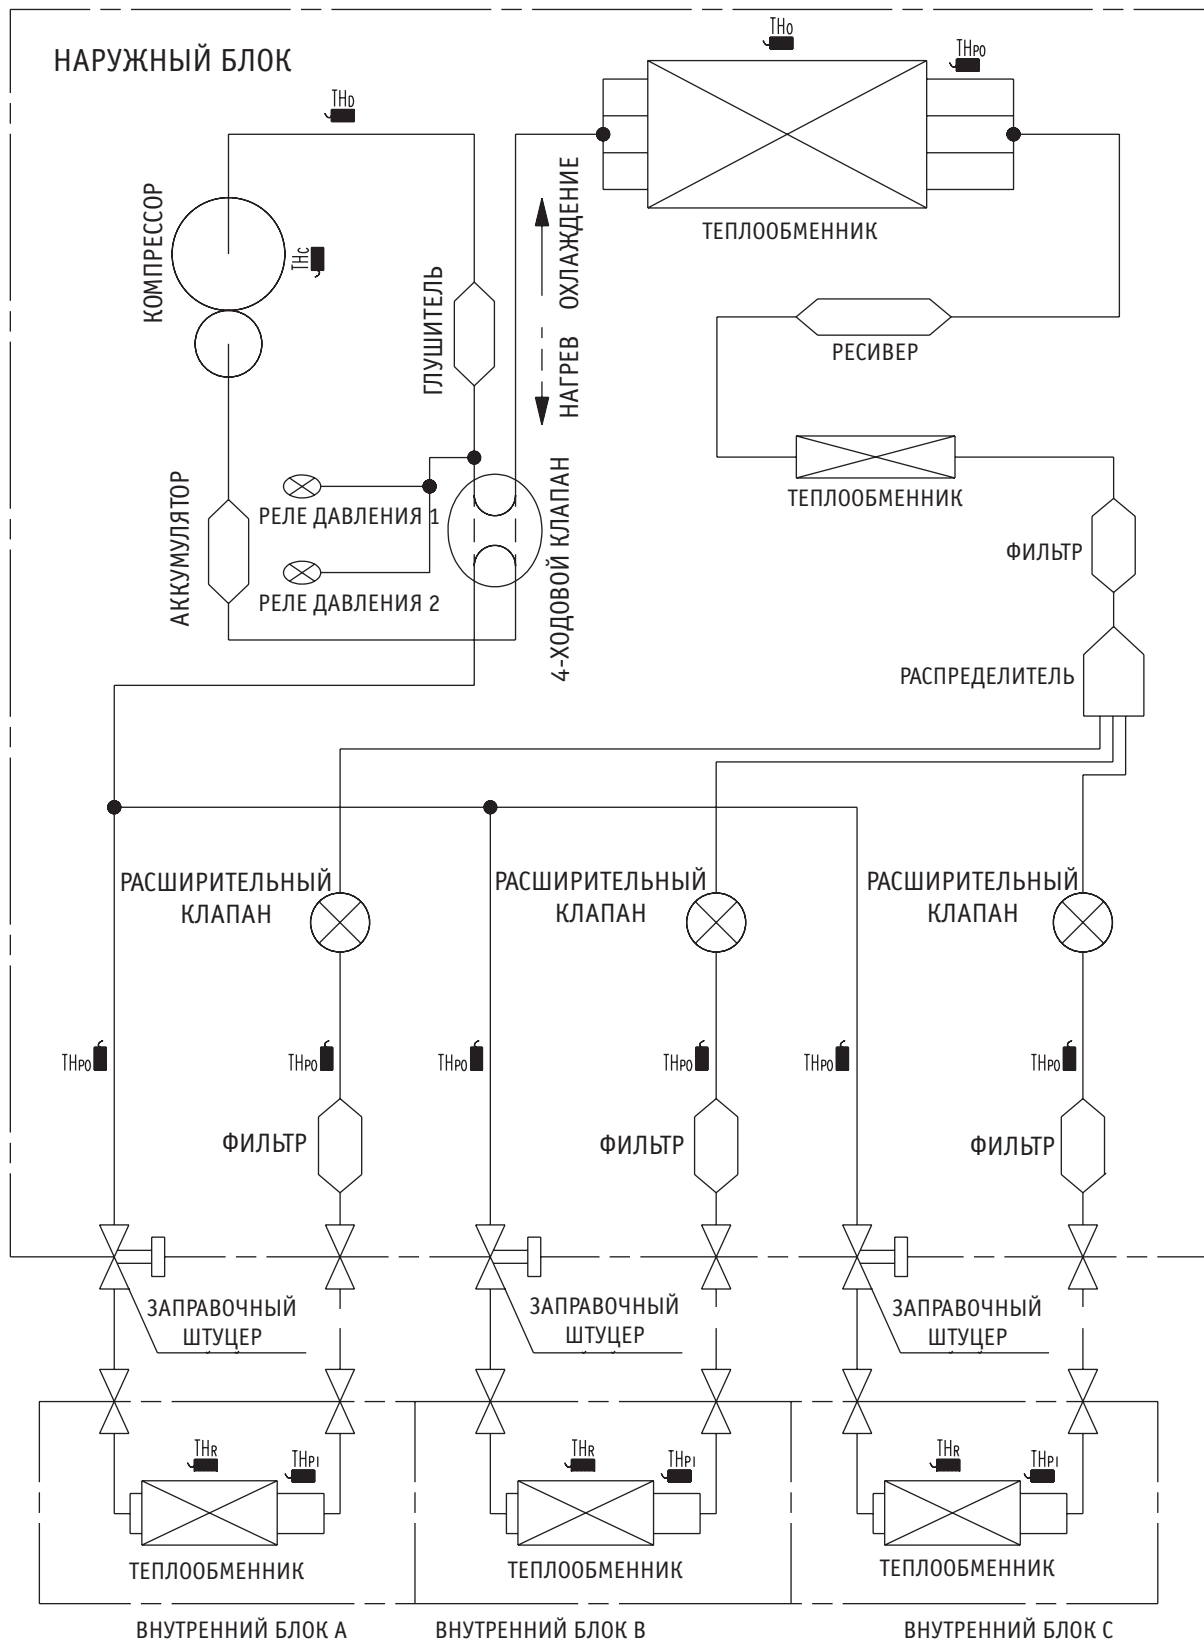 THO
THPO
НАРУЖНЫЙ БЛОК
THD
КОМПРЕССОР
THC
ГЛУШИТЕЛЬ
НАГРЕВ ОХЛАЖДЕНИЕ
ТЕПЛООБМЕННИК
РЕСИВЕР
ТЕПЛООБМЕННИК
АККУМУЛЯТОР
РЕЛЕ ДАВЛЕНИЯ 1
РЕЛЕ ДАВЛЕНИЯ 2
4-ХОДОВОЙ КЛАПАН
ФИЛЬТР
РАСПРЕДЕЛИТЕЛЬ
РАСШИРИТЕЛЬНЫЙ
КЛАПАН
РАСШИРИТЕЛЬНЫЙ
КЛАПАН
РАСШИРИТЕЛЬНЫЙ
КЛАПАН
THPO
THPO
THPO
THPO
THPO
THPO
ФИЛЬТР
ФИЛЬТР
ФИЛЬТР
ЗАПРАВОЧНЫЙ
ШТУЦЕР
ЗАПРАВОЧНЫЙ
ШТУЦЕР
ЗАПРАВОЧНЫЙ
ШТУЦЕР
THR
THPI
THR
THPI
THR
THPI
ТЕПЛООБМЕННИК
ТЕПЛООБМЕННИК
ТЕПЛООБМЕННИК
ВНУТРЕННИЙ БЛОК A
ВНУТРЕННИЙ БЛОК B
ВНУТРЕННИЙ БЛОК C